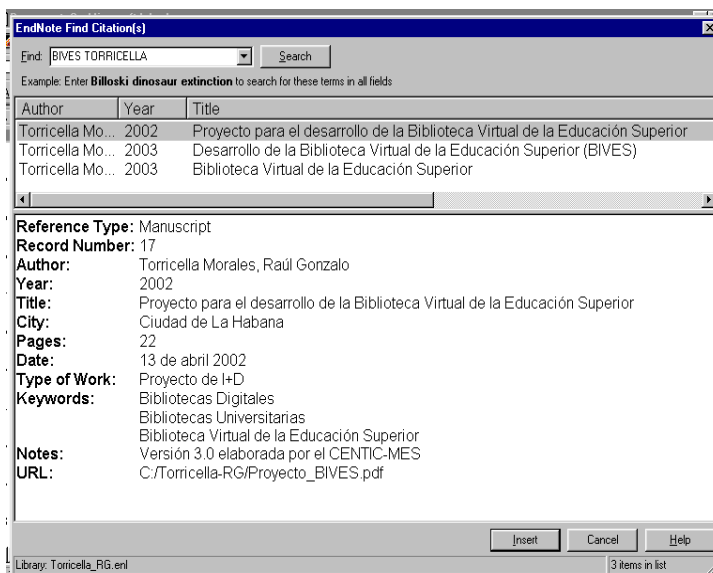 EndNote Find Citation(s)
Find: BIVES TORRICELLA Search
Example: Enter Billoski dinosaur extinction to search for these terms in all fields
Author Year Title
Torricella Mo... 2002 Proyecto para el desarrollo de la Biblioteca Virtual de la Educación Superior
Torricella Mo... 2003 Desarrollo de la Biblioteca Virtual de la Educación Superior (BIVES)
Torricella Mo... 2003 Biblioteca Virtual de la Educación Superior
Reference Type: Manuscript
Record Number: 17
Author: Torricella Morales, Raúl Gonzalo
Year: 2002
Title: Proyecto para el desarrollo de la Biblioteca Virtual de la Educación Superior
City: Ciudad de La Habana
Pages: 22
Date: 13 de abril 2002
Type of Work: Proyecto de I+D
Keywords: Bibliotecas Digitales
Bibliotecas Universitarias
Biblioteca Virtual de la Educación Superior
Notes: Versión 3.0 elaborada por el CENTIC-MES
URL: C:/Torricella-RG/Proyecto_BIVES.pdf
Insert Cancel Help
Library: Torricella_RG.enl 3 items in list